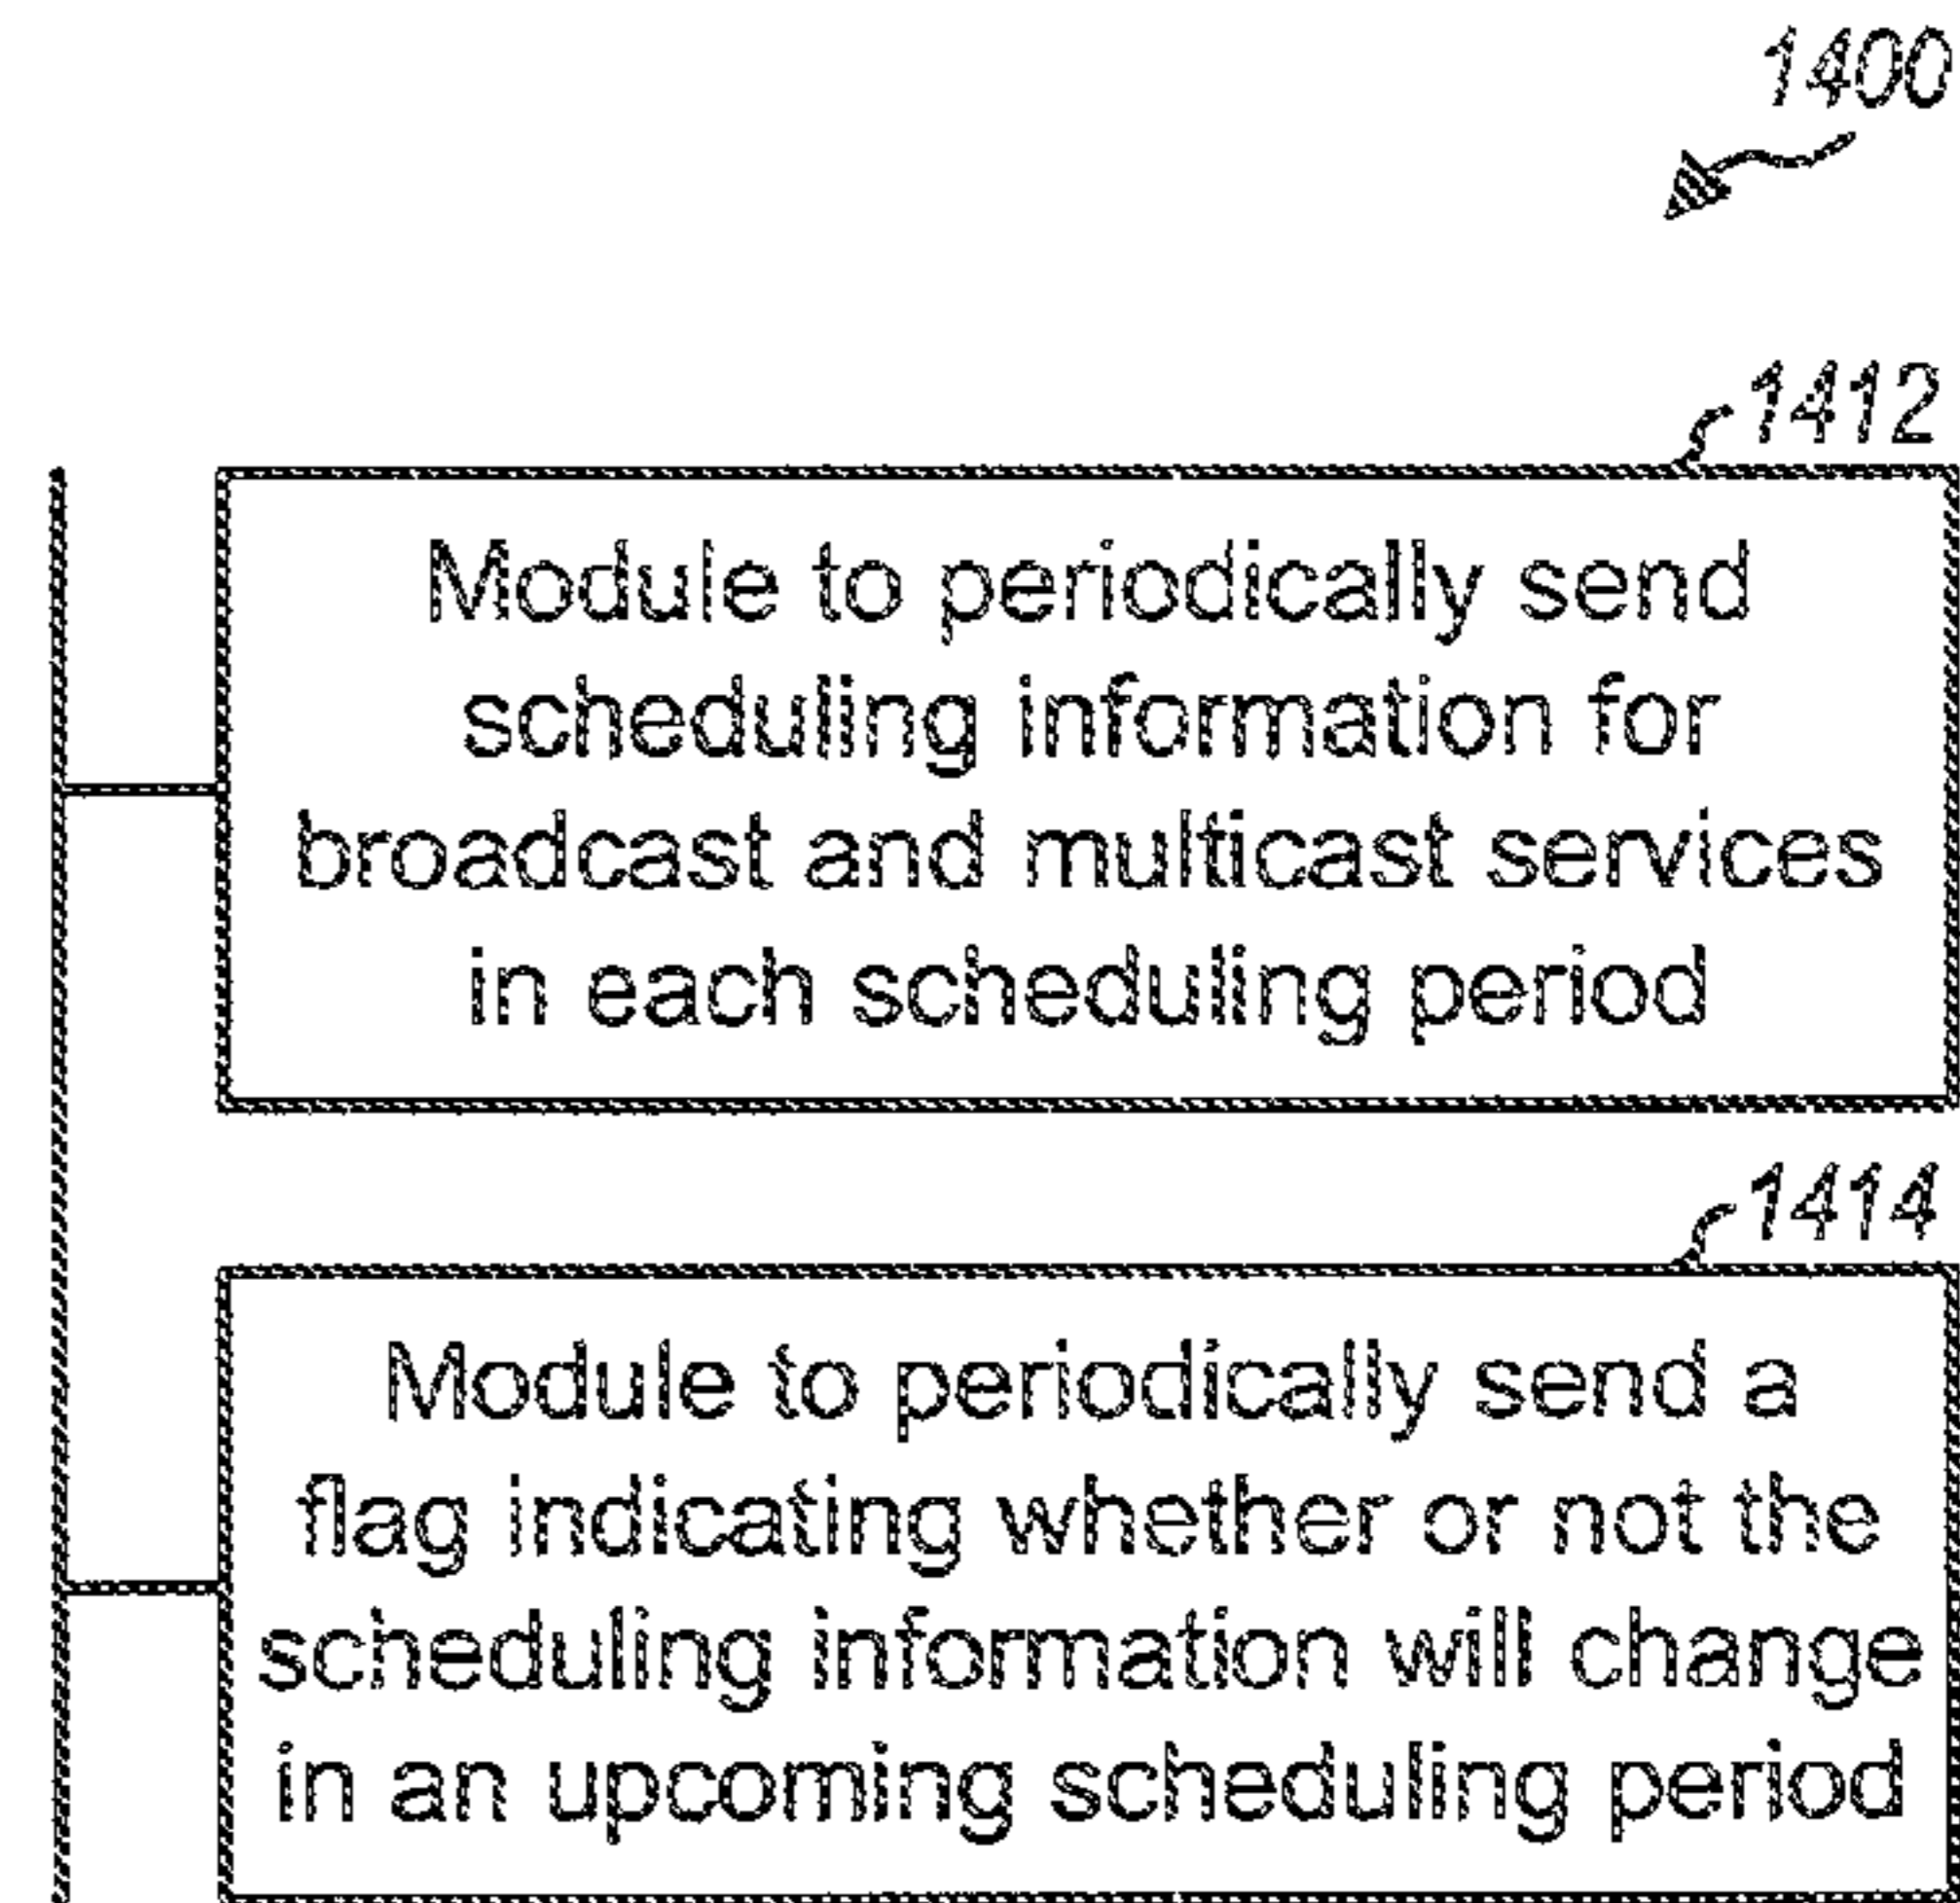 1400
1412
Module to periodically send
scheduling information for
broadcast and multicast services
in each scheduling period
1414
Module to periodically send a
flag indicating whether or not the
scheduling information will change
in an upcoming scheduling period